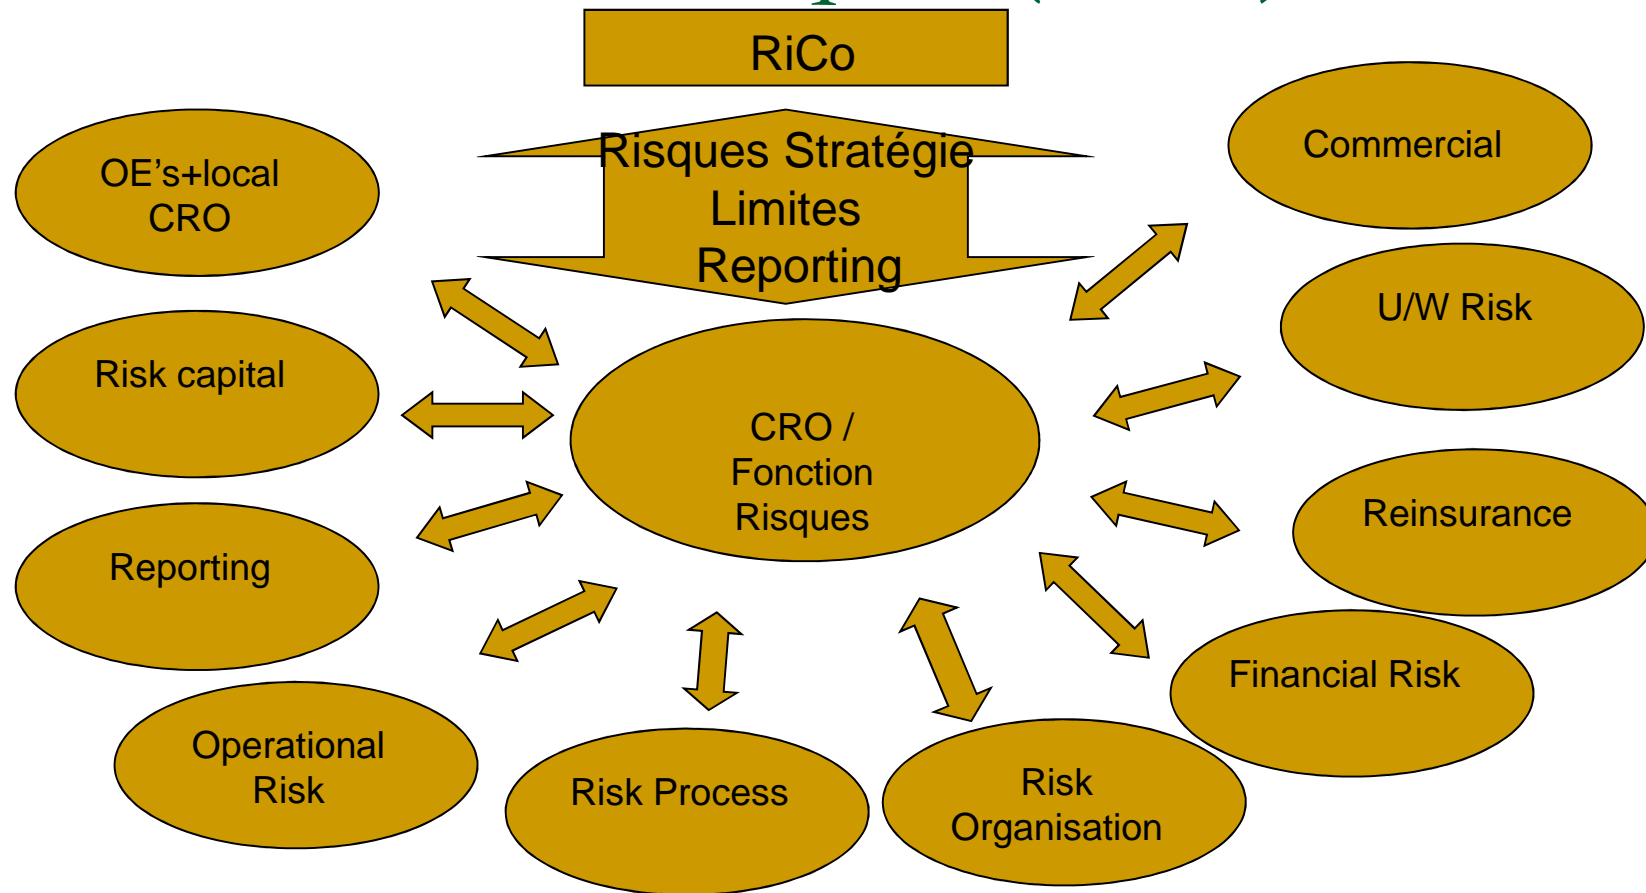 RiCo
Risques Stratégie
Limites
Reporting
OE's+local
CRO
Commercial
Risk capital
U/W Risk
CRO /
Fonction
Risques
Reporting
Reinsurance
Operational
Risk
Risk Process
Risk
Organisation
Financial Risk